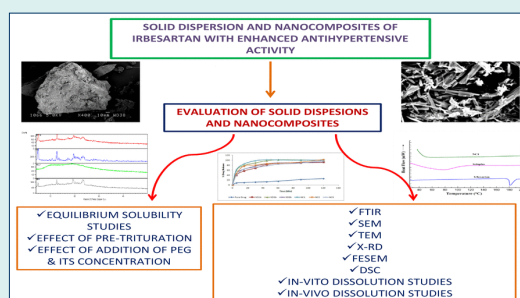 SOLID DISPERSION AND NANOCOMPOSITES OF
IRBESARTAN WITH ENHANCED ANTIHYPERTENSIVE
ACTIVITY
EVALUATION OF SOLID DISPESIONS
AND NANOCOMPOSITES
✓EQUILIBRIUM SOLUBILITY
STUDIES
✓EFFECT OF PRE-TRITURATION
✓EFFECT OF ADDITION OF PEG
& ITS CONCENTRATION
✓FTIR
✓SEM
✓TEM
✓X-RD
✓FESEM
✓DSC
✓IN-VITO DISSOLUTION STUDIES
✓IN-VIVO DISSOLUTION STUDIES